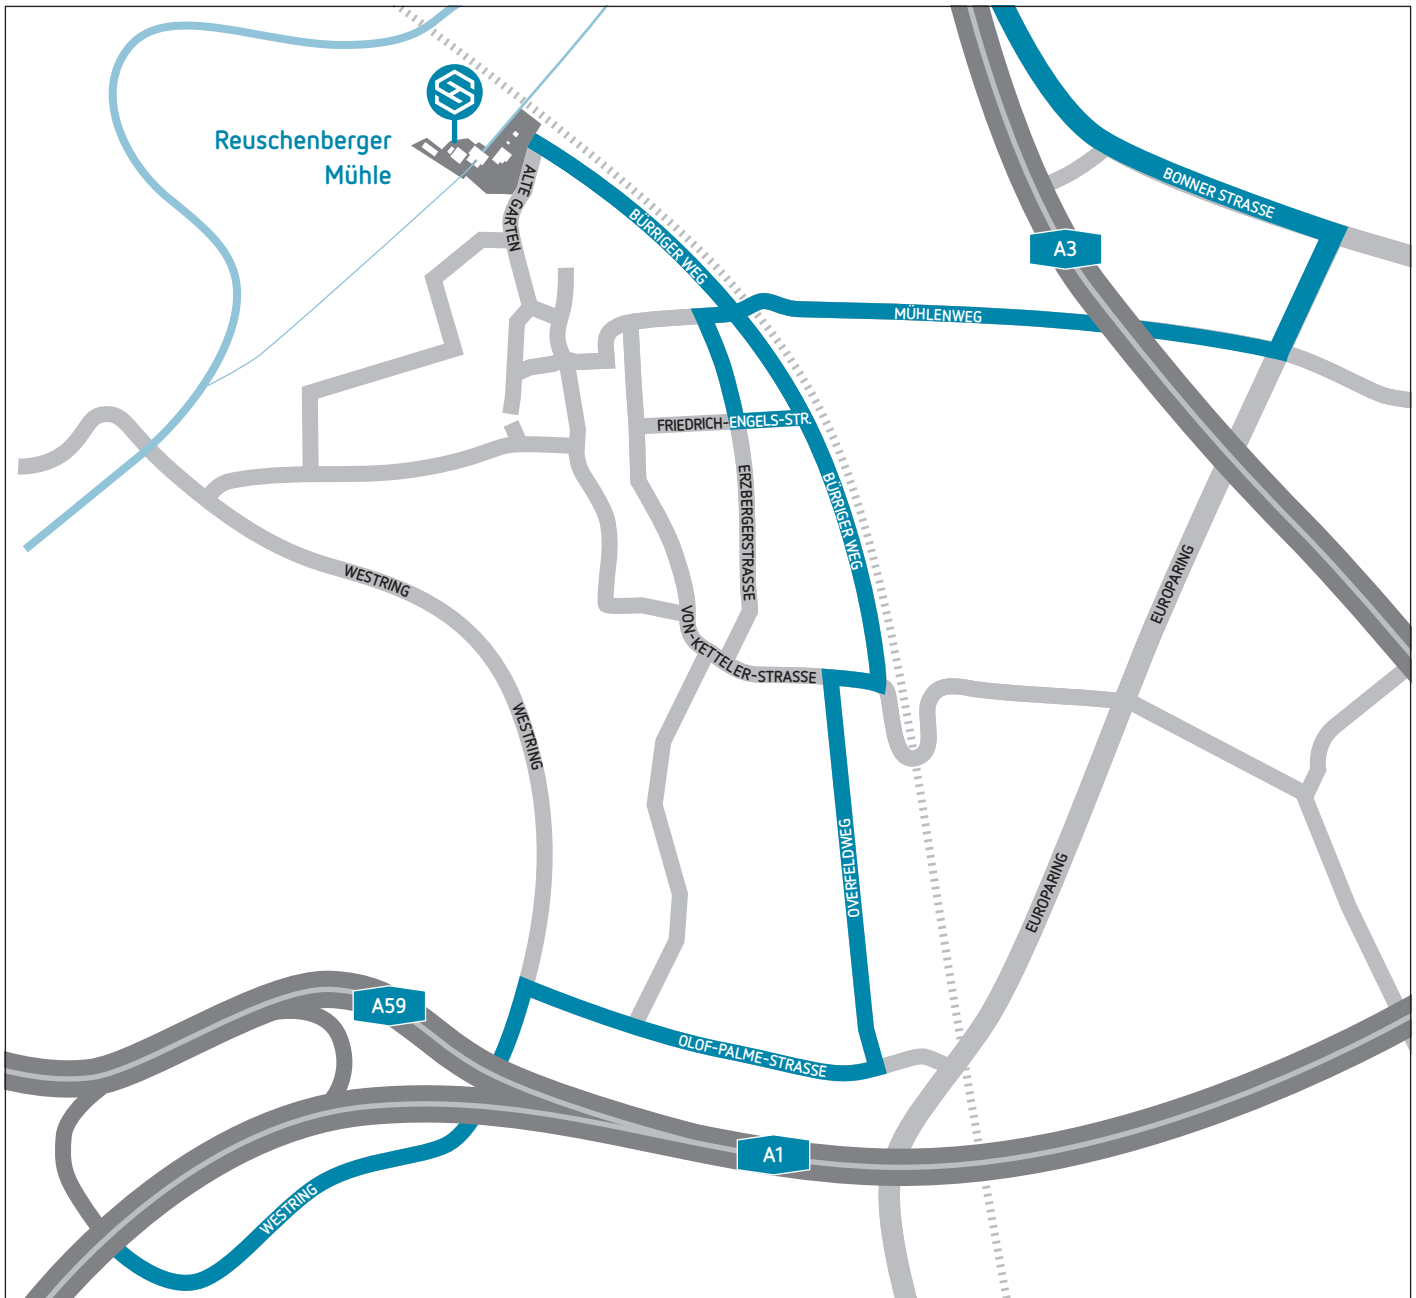 Reuschenberger
Mühle
ALTE GARTEN
BÜRRIGER WEG
BONNER STRASSE
A3
MÜHLENWEG
FRIEDRICH-ENGELS-STR.
ERZBERGERSTRASSE
BÜRRIGER WEG
EUROPARING
WESTRING
VON-KETTELER-STRASSE
WESTRING
OVERFELDWEG
EUROPARING
A59
OLOF-PALME-STRASSE
A1
WESTRING